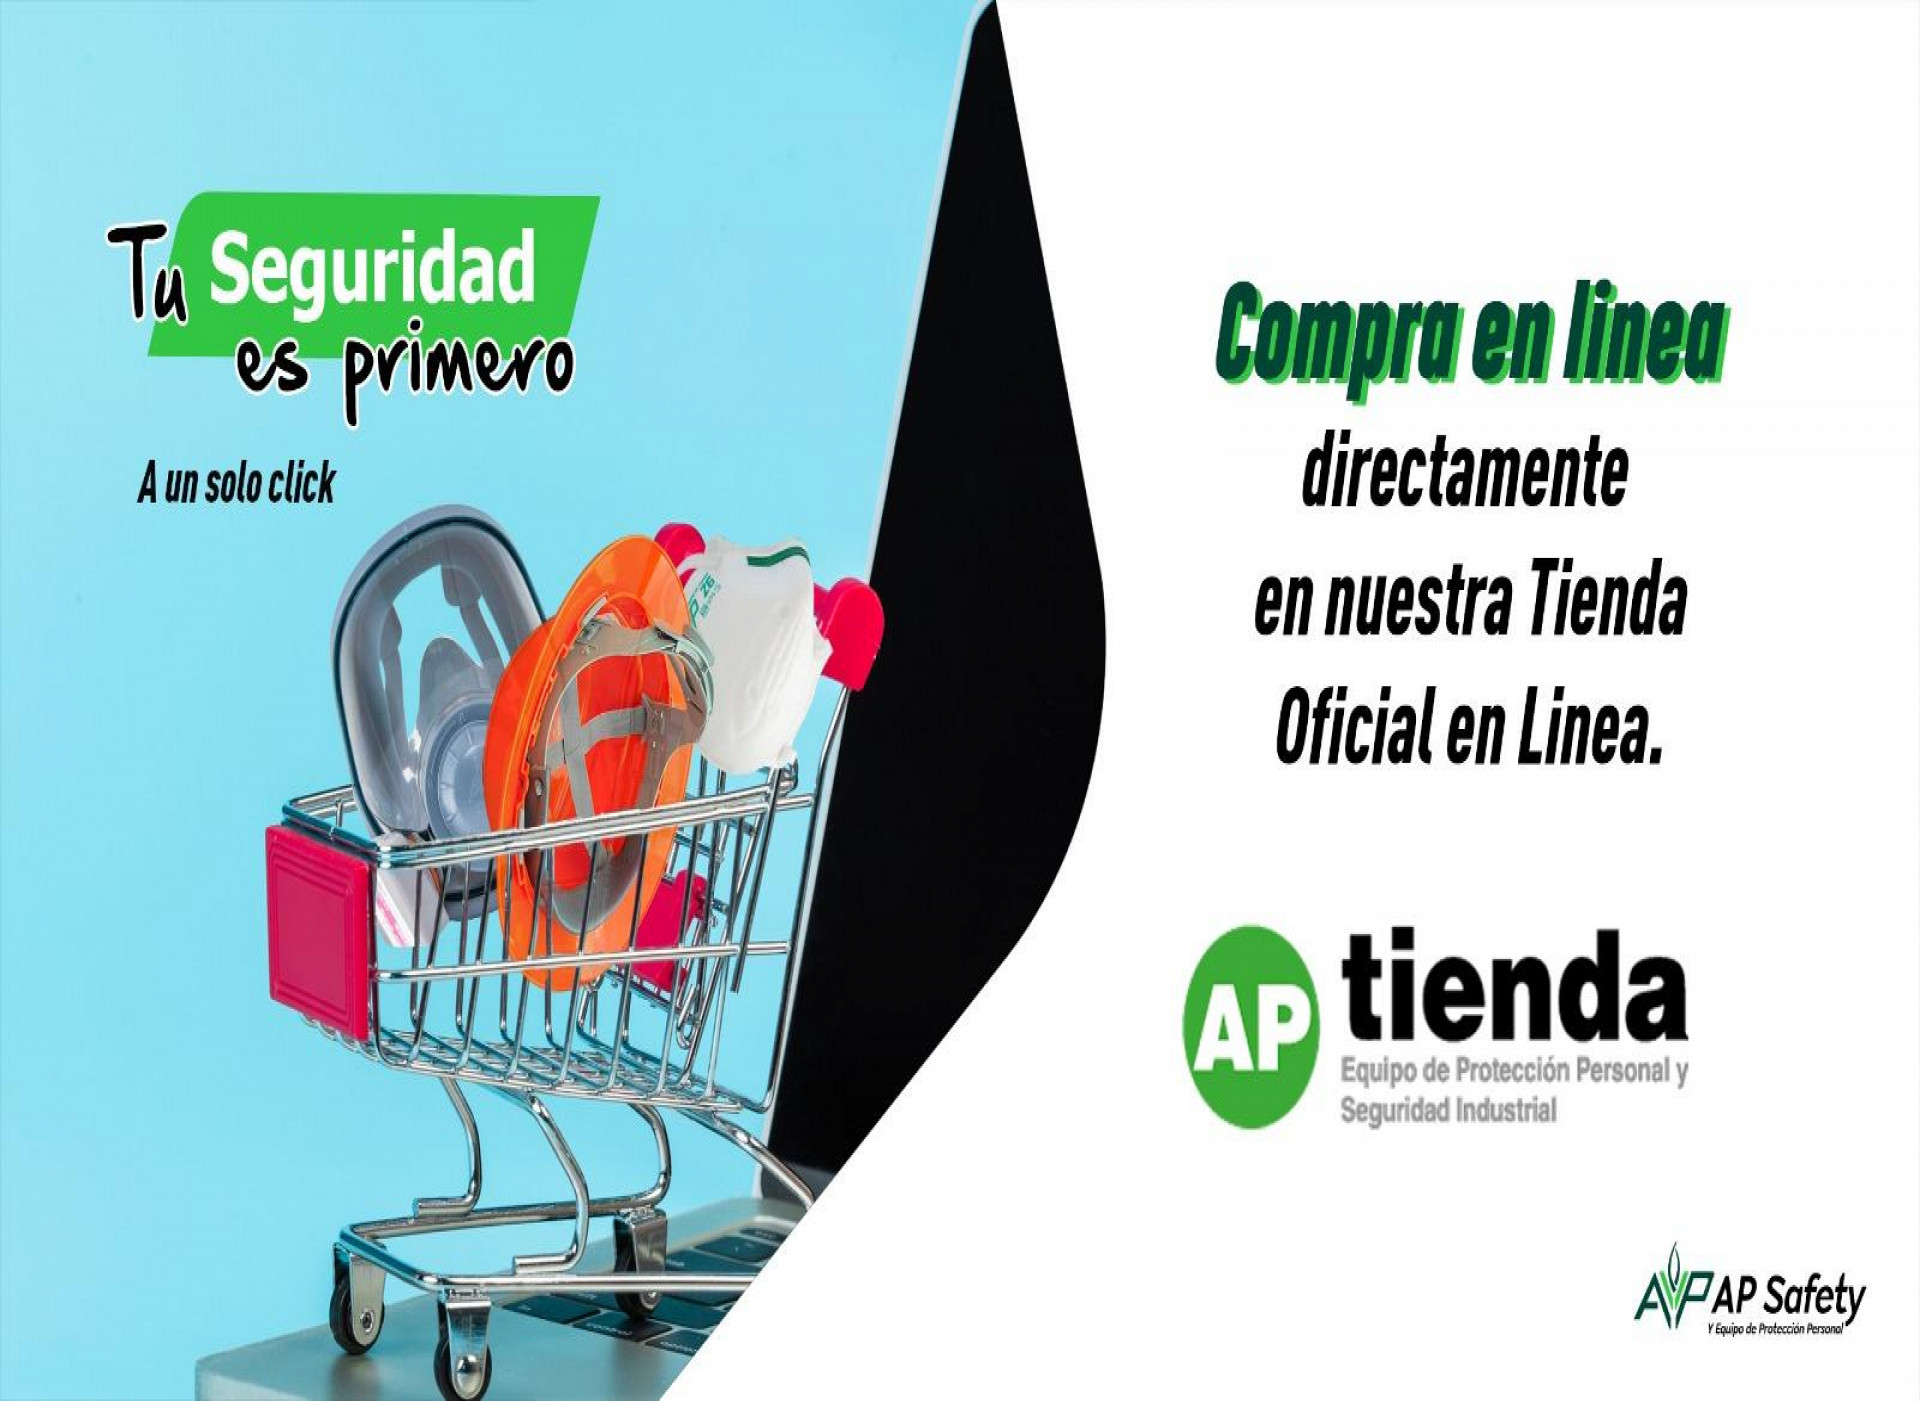 Tu Seguridad
es primero
A un solo click
Compra en linea
directamente
en nuestra Tienda
Oficial en Linea.
AP tienda
Equipo de Protección Personal y
Seguridad Industrial
AP Safety
Y Equipo de Protección Personal